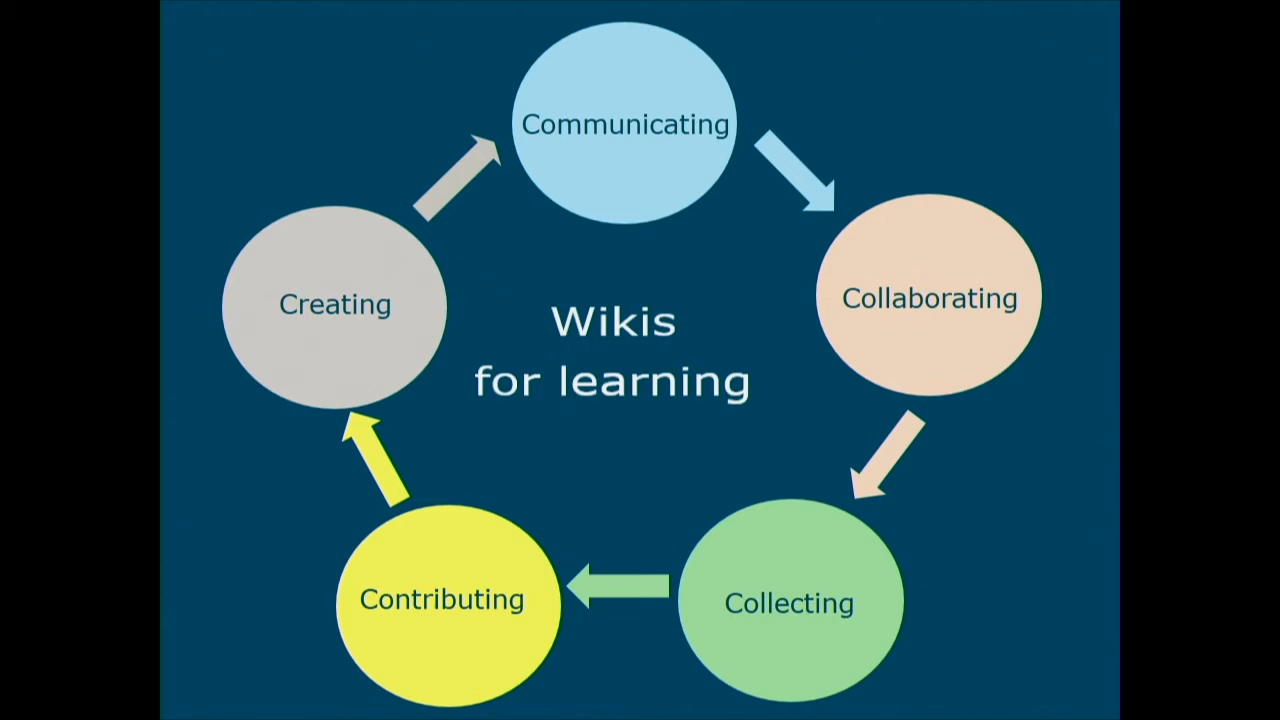 Communicating
Collaborating
Creating
Wikis
for learning
Contributing
Collecting